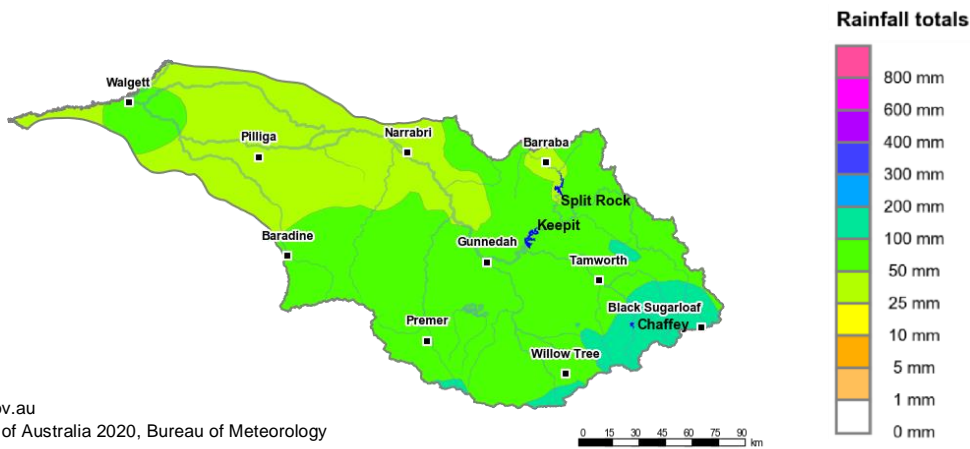 Rainfall totals
800 mm
600 mm
400 mm
300 mm
200 mm
100 mm
50 mm
25 mm
10 mm
5 mm
1 mm
0 mm
Walgett
Pilliga
Narrabri
Barraba
Split Rock
Keepit
Baradine
Gunnedah
Tamworth
Black Sugarloaf
Chaffey
Premer
Willow Tree
ov.au
of Australia 2020, Bureau of Meteorology
0 15 30 45 60 75 90
km